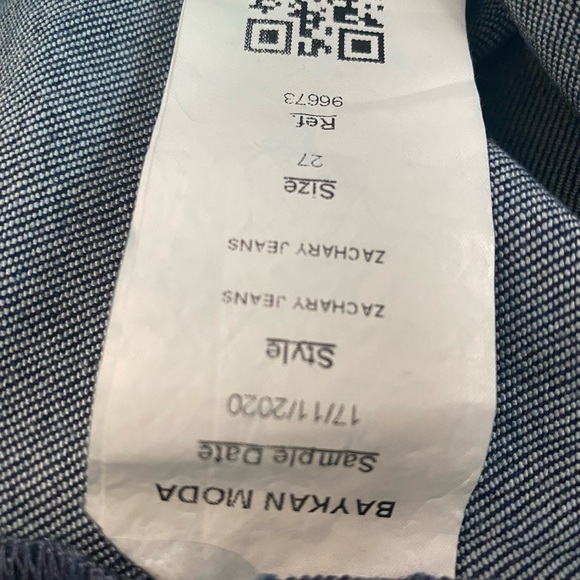 BAYKAN MODA
Sample Date
17/11/2020
Style
ZACHARY JEANS
ZACHARY JEANS
Size
27
Ref.
96673